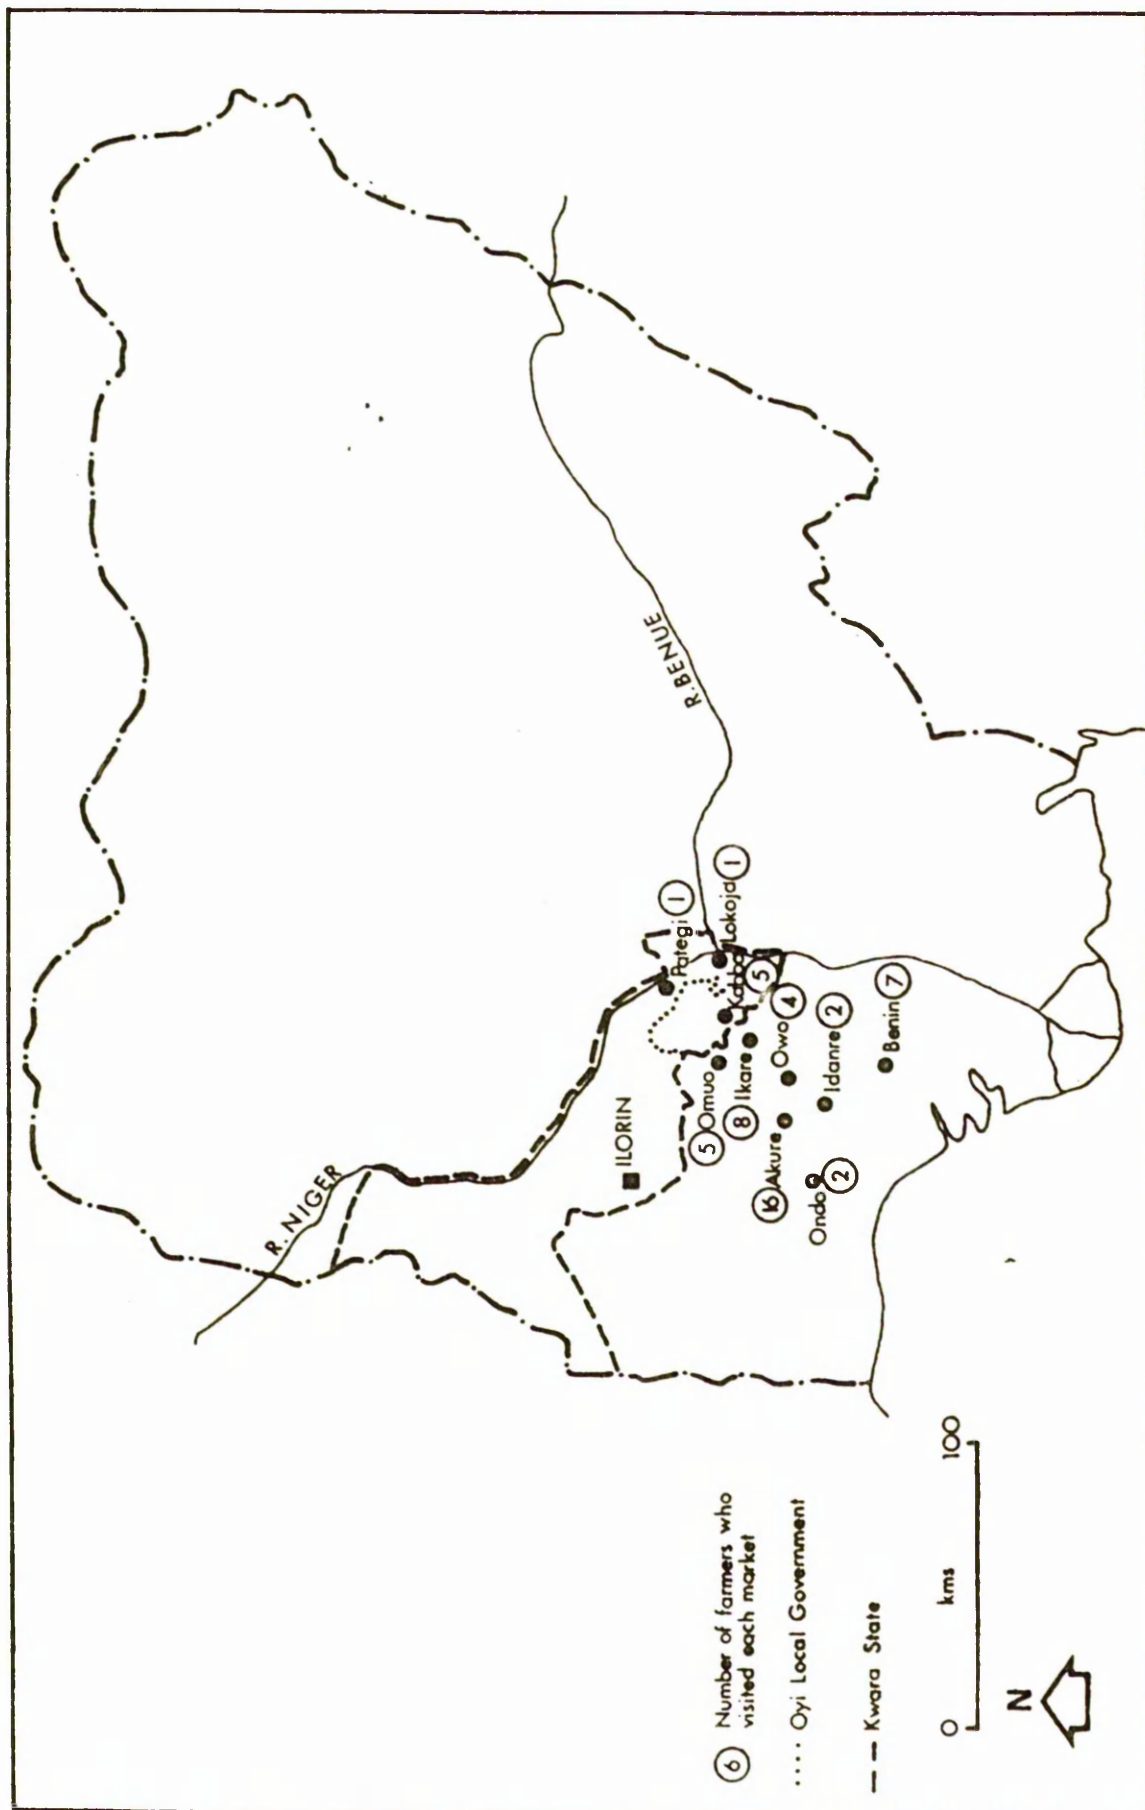 R. NIGER
R. BENUE
ILORIN
Pategi 1
Lokoja 1
Kabba
5
5 Omuo
8 Ikare
Owo 4
16 Akure
Idanre 2
Ondo
2
Benin 7
6 Number of farmers who
visited each market
Oyi Local Government
Kwara State
0 kms 100
N